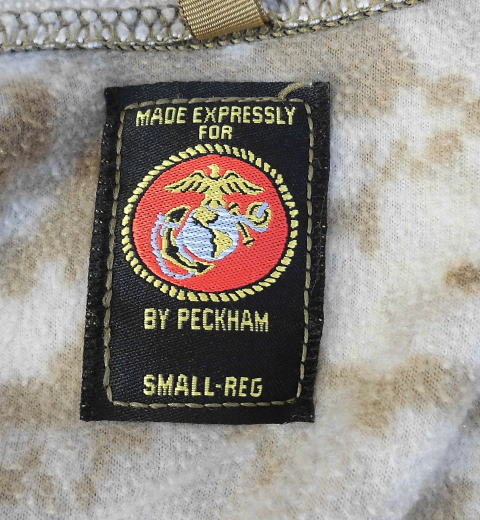 MADE EXPRESSLY
FOR
BY PECKHAM
SMALL-REG